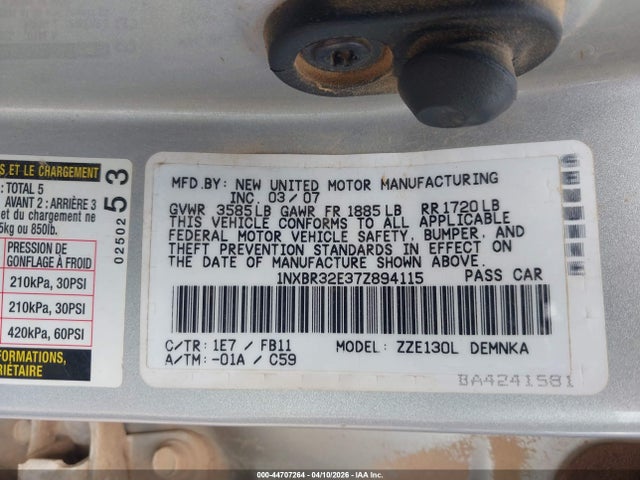 S ET LE CHARGEMENT
: TOTAL 5
AVANT 2 : ARRIÈRE 3
et du chargement ne
5kg ou 850lb.
PRESSION DE
GONFLAGE À FROID
210kPa, 30PSI
210kPa, 30PSI
420kPa, 60PSI
FORMATIONS,
PRIÉTAIRE
02502 53
MFD.BY: NEW UNITED MOTOR MANUFACTURING
INC. 03/07
GVWR 3585LB GAWR FR 1885LB RR 1720LB
THIS VEHICLE CONFORMS TO ALL APPLICABLE
FEDERAL MOTOR VEHICLE SAFETY, BUMPER, AND
THEFT PREVENTION STANDARDS IN EFFECT ON
THE DATE OF MANUFACTURE SHOWN ABOVE.
1NXBR32E37Z894115 PASS CAR
C/TR: 1E7 / FB11 MODEL: ZZE130L DEMNKA
A/TM: -01A / C59
BA4241581
000-44707264 - 04/10/2026 - IAA Inc.